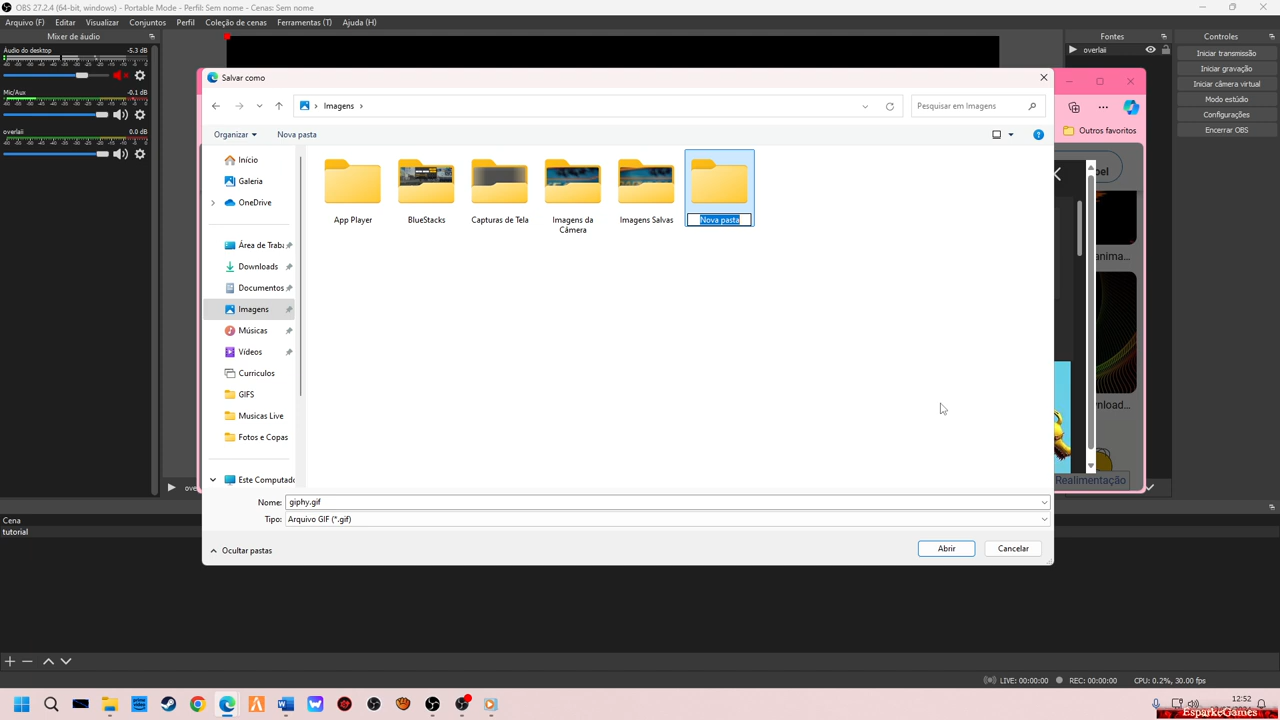 OBS 27.2.4 (64-bit, windows) - Portable Mode - Perfil: Sem nome - Cenas: Sem nome
Arquivo (F) Editar Visualizar Conjuntos Perfil Coleção de cenas Ferramentas (T) Ajuda (H)
Mixer de áudio
Fontes
Controles
Áudio do desktop -5.3 dB
Mic/Aux -0.1 dB
overlaii 0.0 dB
overlaii
Iniciar transmissão
Iniciar gravação
Iniciar câmera virtual
Modo estúdio
Configurações
Encerrar OBS
Salvar como
Imagens
Pesquisar em Imagens
Organizar
Nova pasta
Início
Galeria
OneDrive
Área de Traba
Downloads
Documentos
Imagens
Músicas
Vídeos
Curriculos
GIFS
Musicas Live
Fotos e Copas
Este Computado
App Player
BlueStacks
Capturas de Tela
Imagens da
Câmera
Imagens Salvas
Nova pasta
Nome: giphy.gif
Tipo: Arquivo GIF (*.gif)
Ocultar pastas
Abrir
Cancelar
Outros favoritos
pel
anima...
nload...
Realimentação
ove
Cena
tutorial
LIVE: 00:00:00
REC: 00:00:00
CPU: 0.2%, 30.00 fps
12:52
EsparkeGames